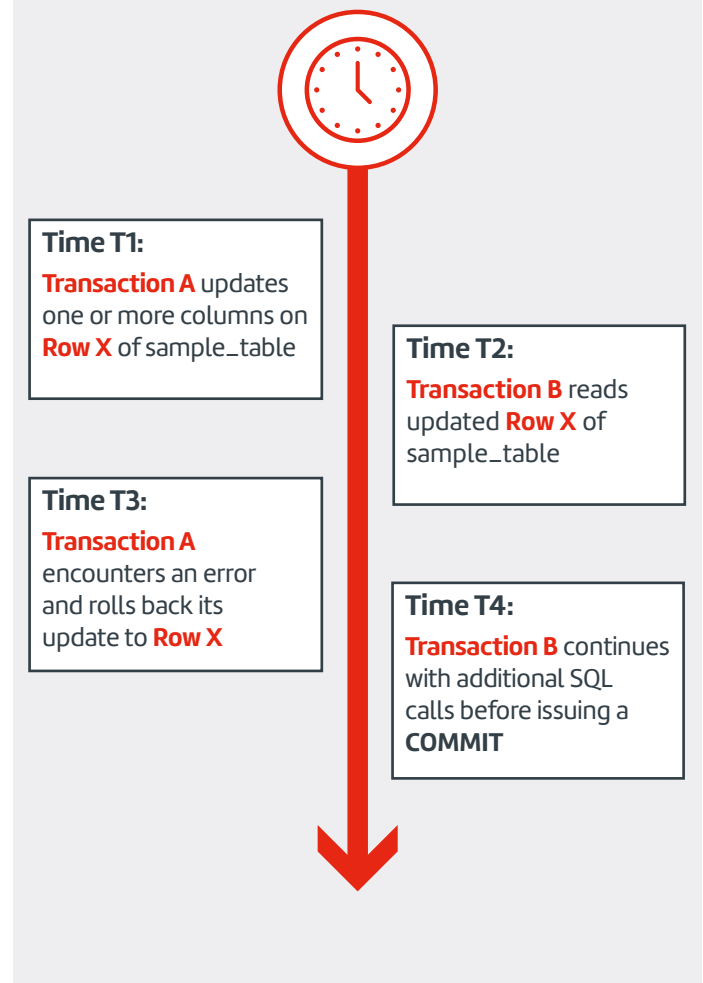 Time T1:
Transaction A updates
one or more columns on
Row X of sample_table
Time T2:
Transaction B reads
updated Row X of
sample_table
Time T3:
Transaction A
encounters an error
and rolls back its
update to Row X
Time T4:
Transaction B continues
with additional SQL
calls before issuing a
COMMIT